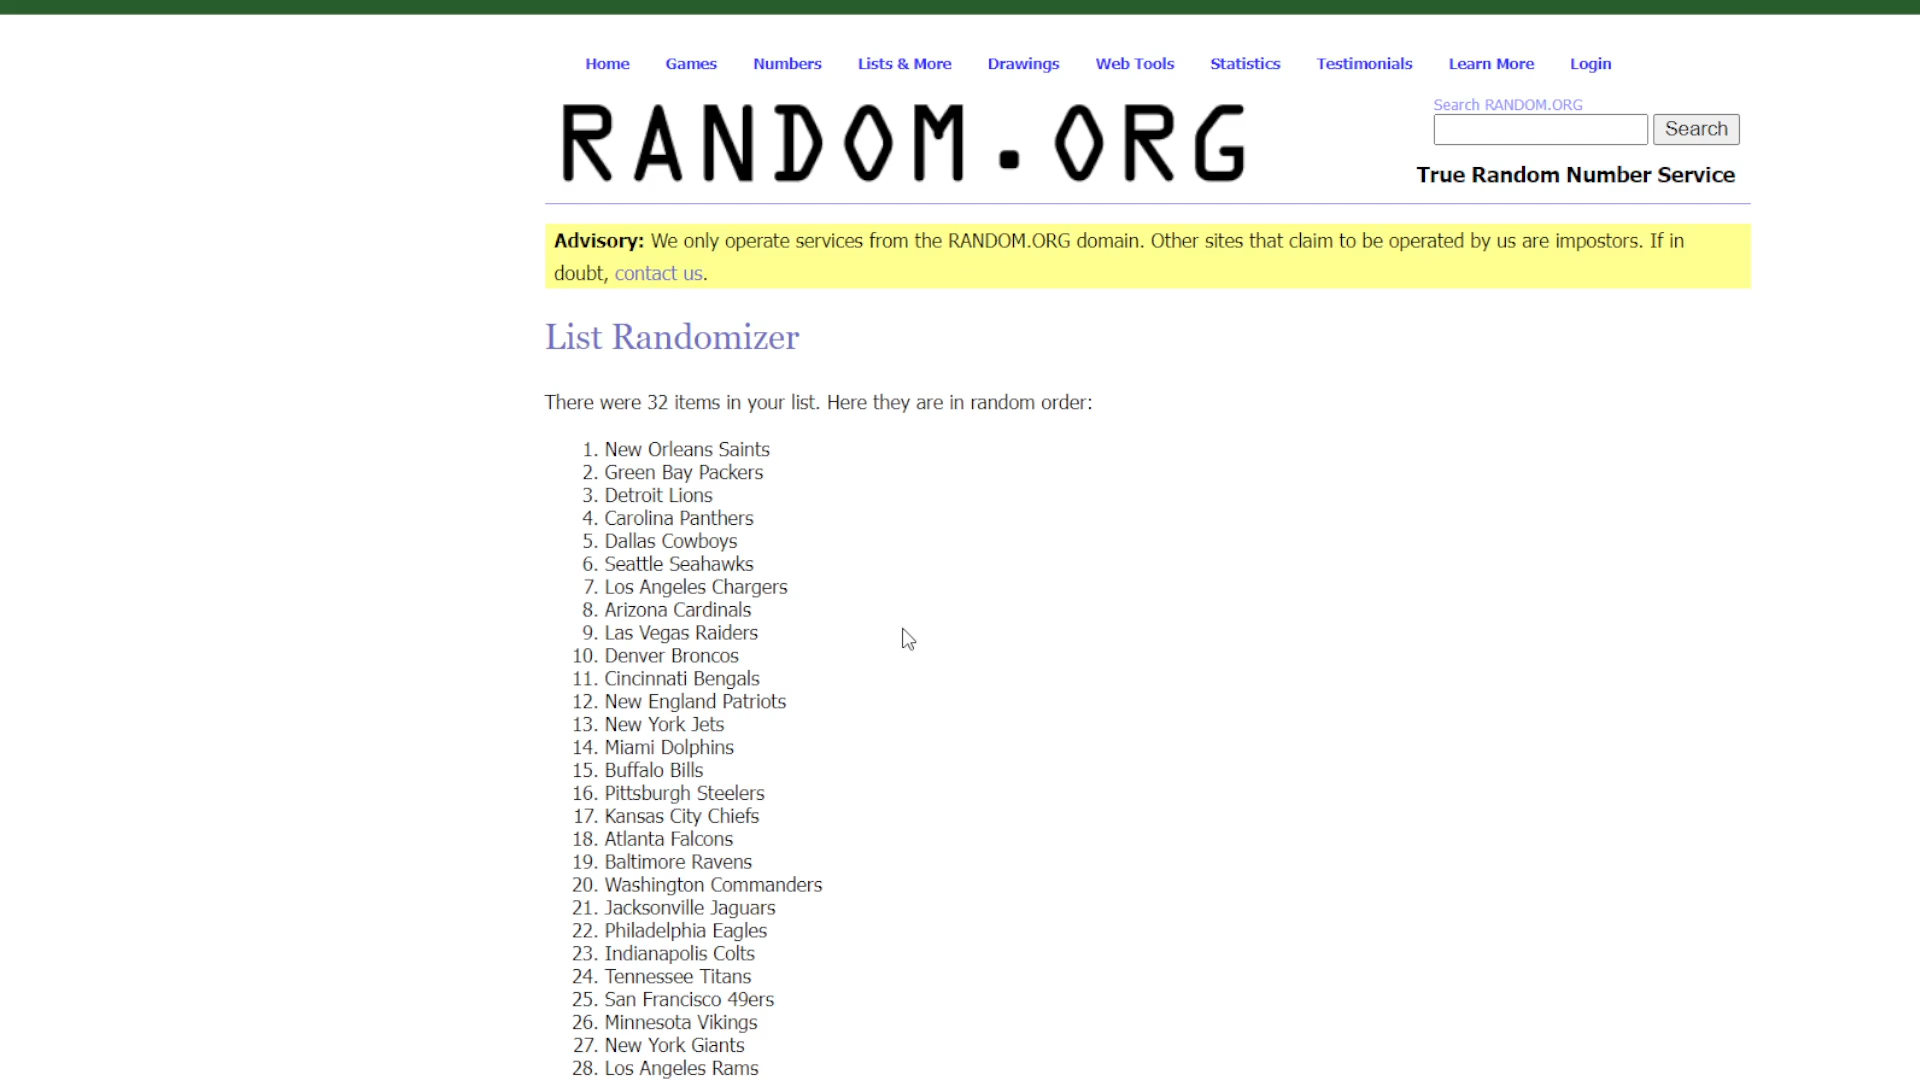 Home Games Numbers Lists & More Drawings Web Tools Statistics Testimonials Learn More Login
RANDOM.ORG
Search RANDOM.ORG
Search
True Random Number Service
Advisory: We only operate services from the RANDOM.ORG domain. Other sites that claim to be operated by us are impostors. If in
doubt, contact us.
List Randomizer
There were 32 items in your list. Here they are in random order:
1. New Orleans Saints
2. Green Bay Packers
3. Detroit Lions
4. Carolina Panthers
5. Dallas Cowboys
6. Seattle Seahawks
7. Los Angeles Chargers
8. Arizona Cardinals
9. Las Vegas Raiders
10. Denver Broncos
11. Cincinnati Bengals
12. New England Patriots
13. New York Jets
14. Miami Dolphins
15. Buffalo Bills
16. Pittsburgh Steelers
17. Kansas City Chiefs
18. Atlanta Falcons
19. Baltimore Ravens
20. Washington Commanders
21. Jacksonville Jaguars
22. Philadelphia Eagles
23. Indianapolis Colts
24. Tennessee Titans
25. San Francisco 49ers
26. Minnesota Vikings
27. New York Giants
28. Los Angeles Rams